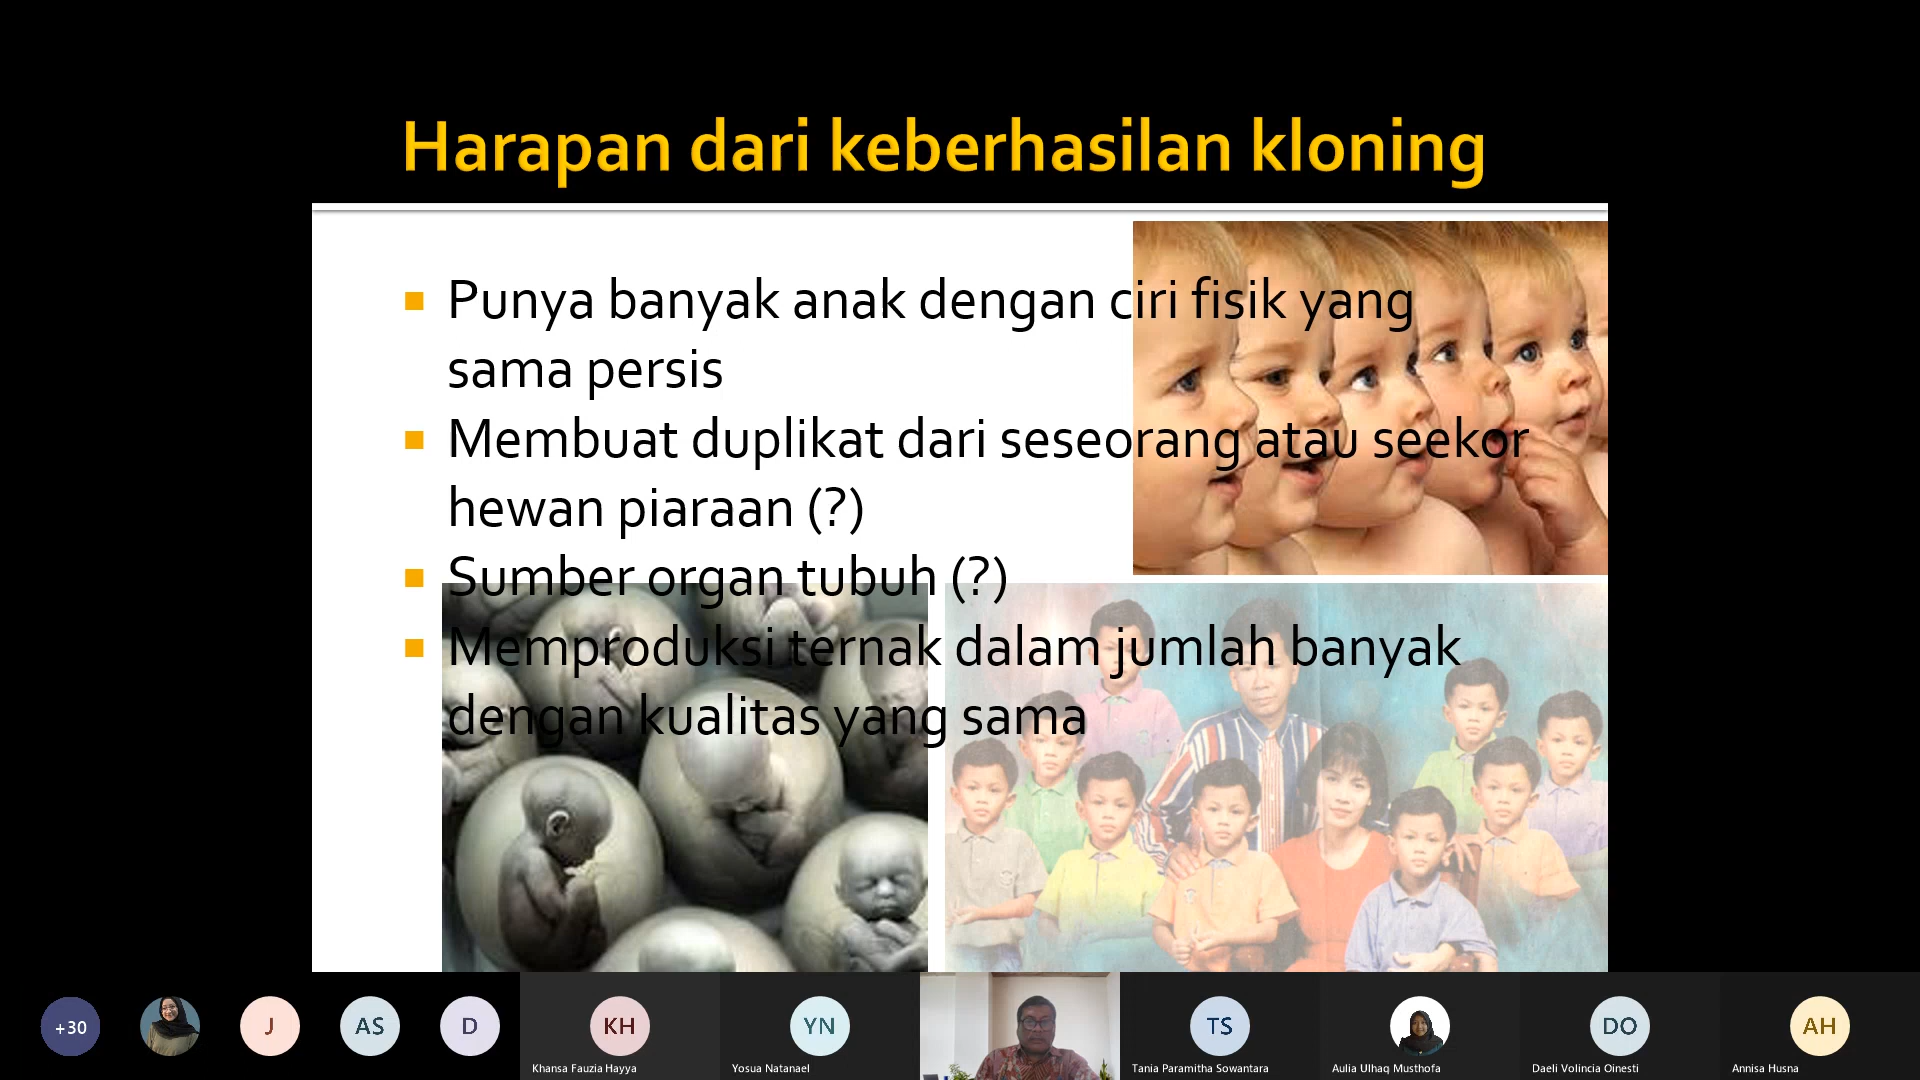 Harapan dari keberhasilan kloning
Punya banyak anak dengan ciri fisik yang
sama persis
Membuat duplikat dari seseorang atau seekor
hewan piaraan (?)
Sumber organ tubuh (?)
Memproduksi ternak dalam jumlah banyak
dengan kualitas yang sama
+30
J
AS
D
KH
Khansa Fauzia Hayya
YN
Yosua Natanael
TS
Tania Paramitha Sowantara
Aulia Ulhaq Musthofa
DO
Daeli Volincia Oinesti
AH
Annisa Husna